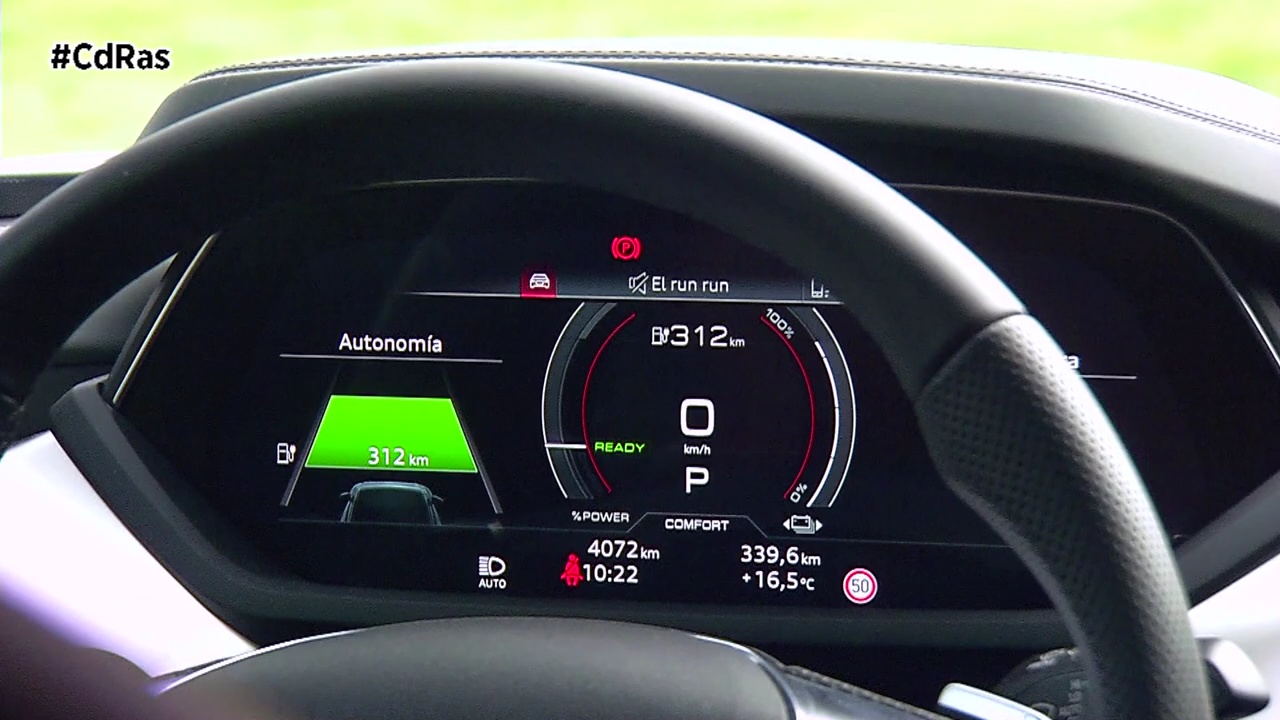 #CdRas
El run run
Autonomía
312 km
100%
312 km
0
km/h
READY
P
0%
%POWER
COMFORT
AUTO
4072 km
10:22
339,6 km
+16,5 °C
50